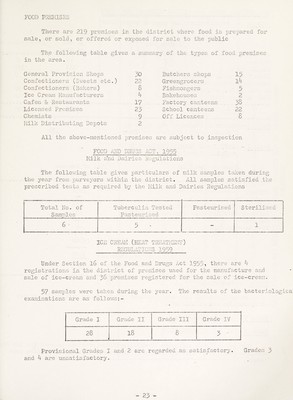 FOOD PREMISES
There are 219 premises in the district where food is prepared for
sale, or sold, or offered or exposed for sale to the public
The following table gives a summary of the types of food premises
in the area.
General Provision Shops 30 Butchers shops 19
Confectioners (Sweets etc.) 20 Greengrocers 14
Confectioners (Bakers) 8 Fishmongers 5
Ice Cream Manufacturers 4 Bakehouses 2
Cafes & Restaurants 17 Factory canteens 38
Licensed Premises 23 School canteens 22
Chemists 9 Off Licenses 8
Milk Distributing Depots 2
All the above-mentioned premises are subject to inspection
FOOD AND DRUGS ACT, 1955
Milk and Dairies Regulations
The following table gives particulars of milk samples taken during
the year from purveyors within the district. All samples satisfied the
prescribed tests as required by the Milk and Dairies Regulations
Total No. of Samples Tuberculin Tested Pasteurised Pasteurised Sterilised
6 5 - 1
ICE CREAM (HEAT TREATMENT)
REGULATIONS 1959
Under Section 16 of the Food and Drugs Act 1955, there are 4
registrations in the district of premises used for the manufacture and
sale of ice-cream and 36 premises registered for the sale of ice-cream.
57 samples were taken during the year. The results of the bacteriological
examinations are as follows:-
Grade I Grade II Grade III Grade IV
28 18 8 3
Provisional Grades 1 and 2 are regarded as satisfactory. Grades 3
and 4 are unsatisfactory.
- 23 -